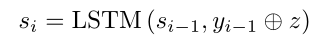 s_i = LSTM (s_{i-1}, y_{i-1} ⊕ z)